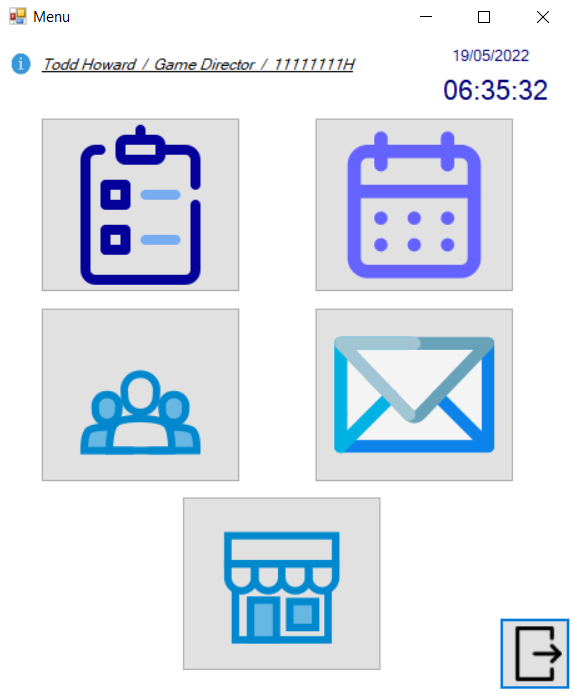 Menu
Todd Howard / Game Director / 11111111H
19/05/2022
06:35:32